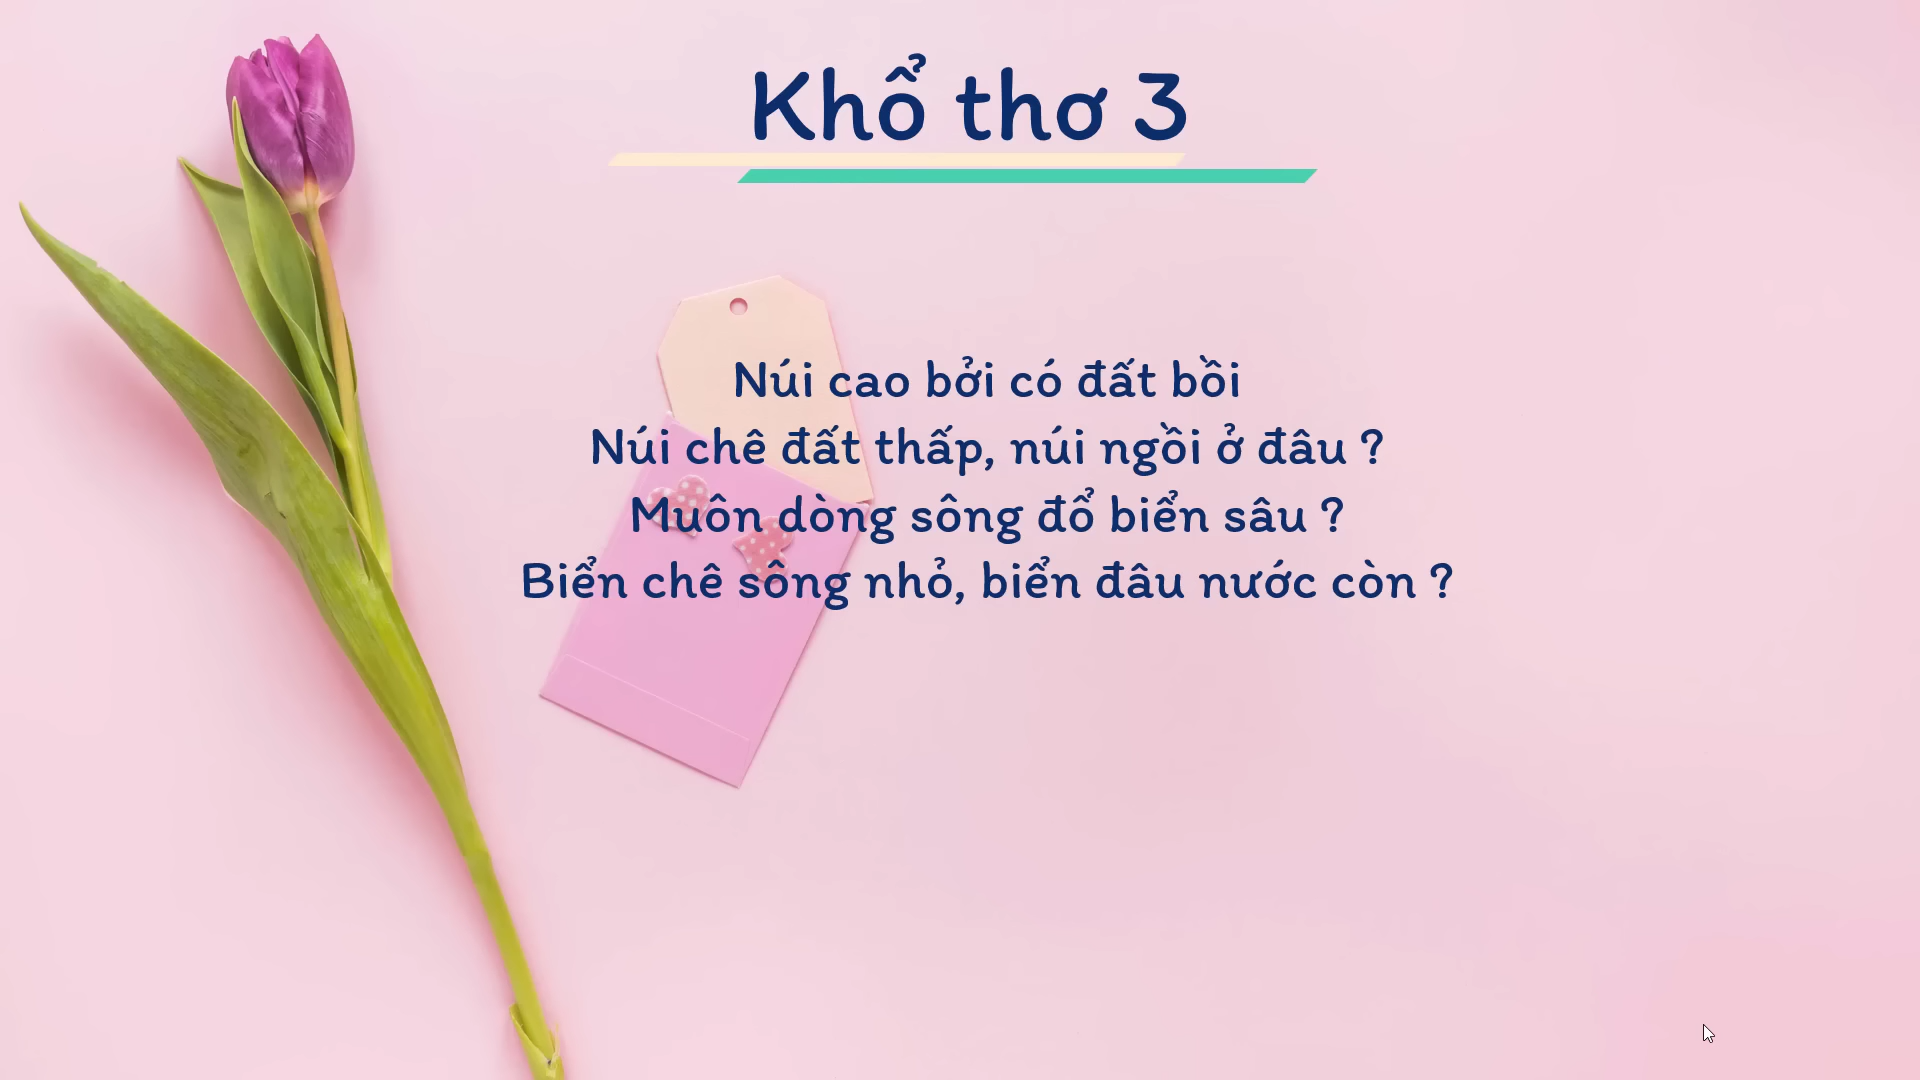 Khổ thơ 3
Núi cao bởi có đất bồi
Núi chê đất thấp, núi ngồi ở đâu ?
Muôn dòng sông đổ biển sâu ?
Biển chê sông nhỏ, biển đâu nước còn ?